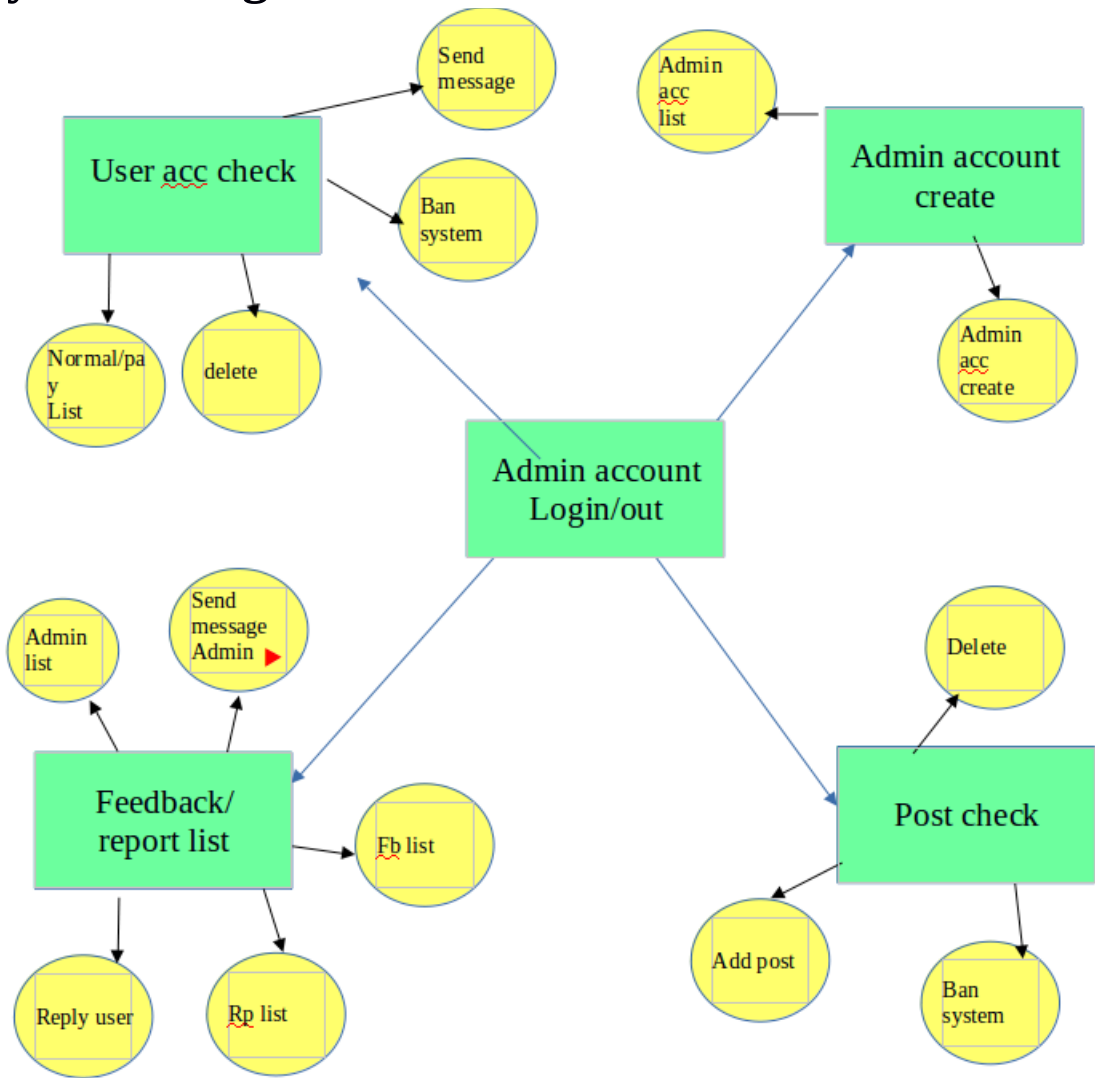 Send
message
Admin
acc
list
User acc check
Admin account
create
Ban
system
Normal/pa
y
List
delete
Admin
acc
create
Admin account
Login/out
Send
message
Admin
Admin
list
Delete
Feedback/
report list
Post check
Fb list
Add post
Reply user
Rp list
Ban
system